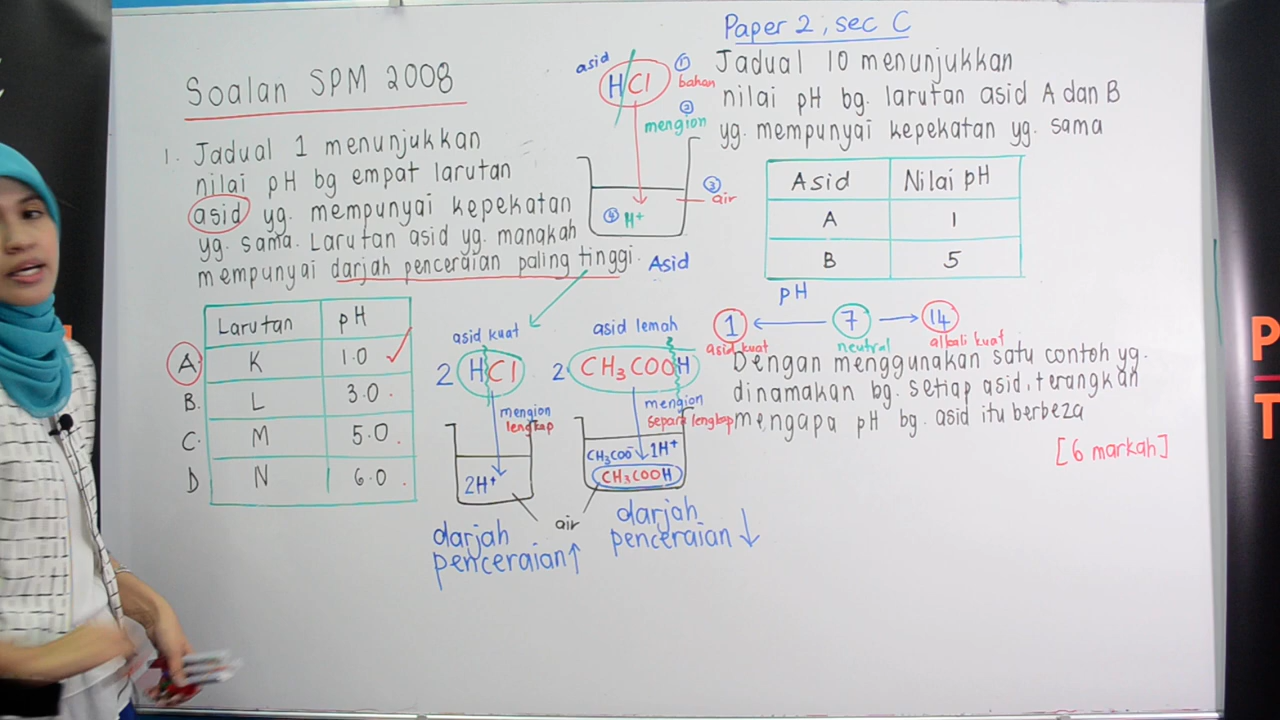 Soalan SPM 2008
1. Jadual 1 menunjukkan
nilai pH bg empat larutan
asid yg. mempunyai kepekatan
yg. sama. Larutan asid yg. manakah
mempunyai darjah penceraian paling tinggi.
Larutan pH
A. K 1.0
B. L 3.0
C. M 5.0
D N 6.0
asid
HCl
① bahan
② mengion
③ air
④ H⁺
Asid
asid kuat
2 HCl
mengion
lengkap
2H⁺
air
darjah
penceraian ↑
asid lemah
2 CH₃COOH
mengion
separa lengkap
CH₃COO⁻ 1H⁺
CH₃COOH
darjah
penceraian ↓
Paper 2, sec C
Jadual 10 menunjukkan
nilai pH bg. larutan asid A dan B
yg. mempunyai kepekatan yg. sama
Asid Nilai pH
A 1
B 5
pH
1 ← 7 → 14
asid kuat neutral alkali kuat
Dengan menggunakan satu contoh yg.
dinamakan bg. setiap asid, terangkan
mengapa pH bg. asid itu berbeza
[6 markah]
P
T